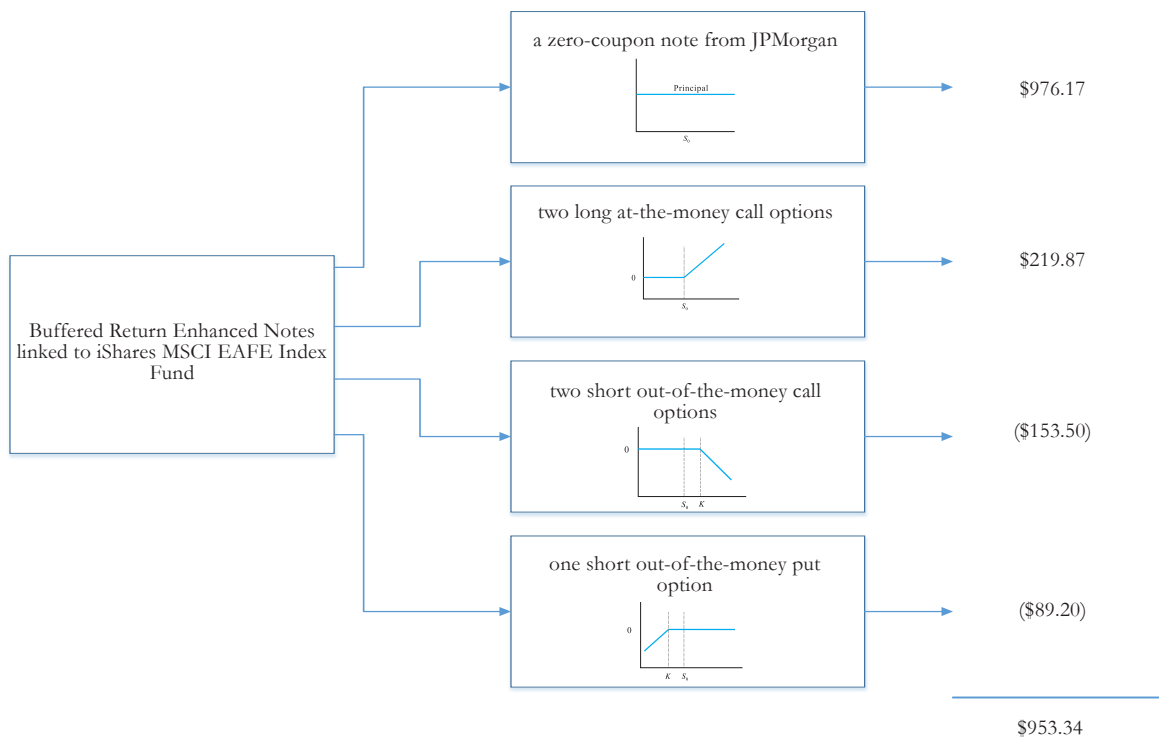 Buffered Return Enhanced Notes
linked to iShares MSCI EAFE Index
Fund
a zero-coupon note from JPMorgan
Principal
S₀
$976.17
two long at-the-money call options
0
S₀
$219.87
two short out-of-the-money call
options
0
S₀ K
($153.50)
one short out-of-the-money put
option
0
K S₀
($89.20)
$953.34